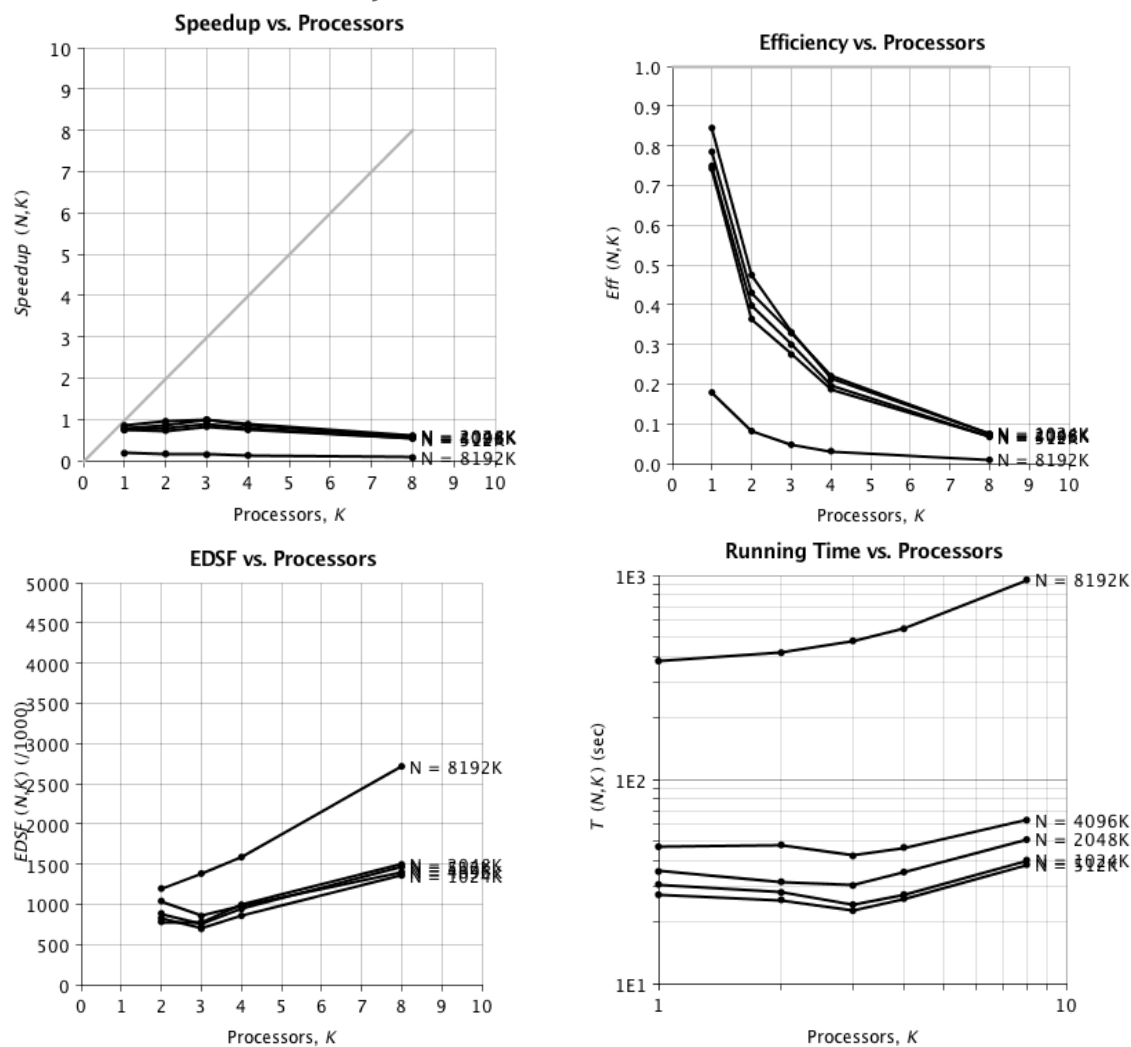 Speedup vs. Processors
10
9
8
7
6
5
4
3
2
1
0
Speedup (N,K)
N = 8192K
0 1 2 3 4 5 6 7 8 9 10
Processors, K
Efficiency vs. Processors
1.0
0.9
0.8
0.7
0.6
0.5
0.4
0.3
0.2
0.1
0.0
Eff (N,K)
N = 8192K
0 1 2 3 4 5 6 7 8 9 10
Processors, K
EDSF vs. Processors
5000
4500
4000
3500
3000
2500
2000
1500
1000
500
0
EDSF (N,K) (/1000)
N = 8192K
N = 2048K
N = 1024K
0 1 2 3 4 5 6 7 8 9 10
Processors, K
Running Time vs. Processors
1E3
1E2
1E1
T (N,K) (sec)
N = 8192K
N = 4096K
N = 2048K
N = 1024K
N = 512K
1 10
Processors, K